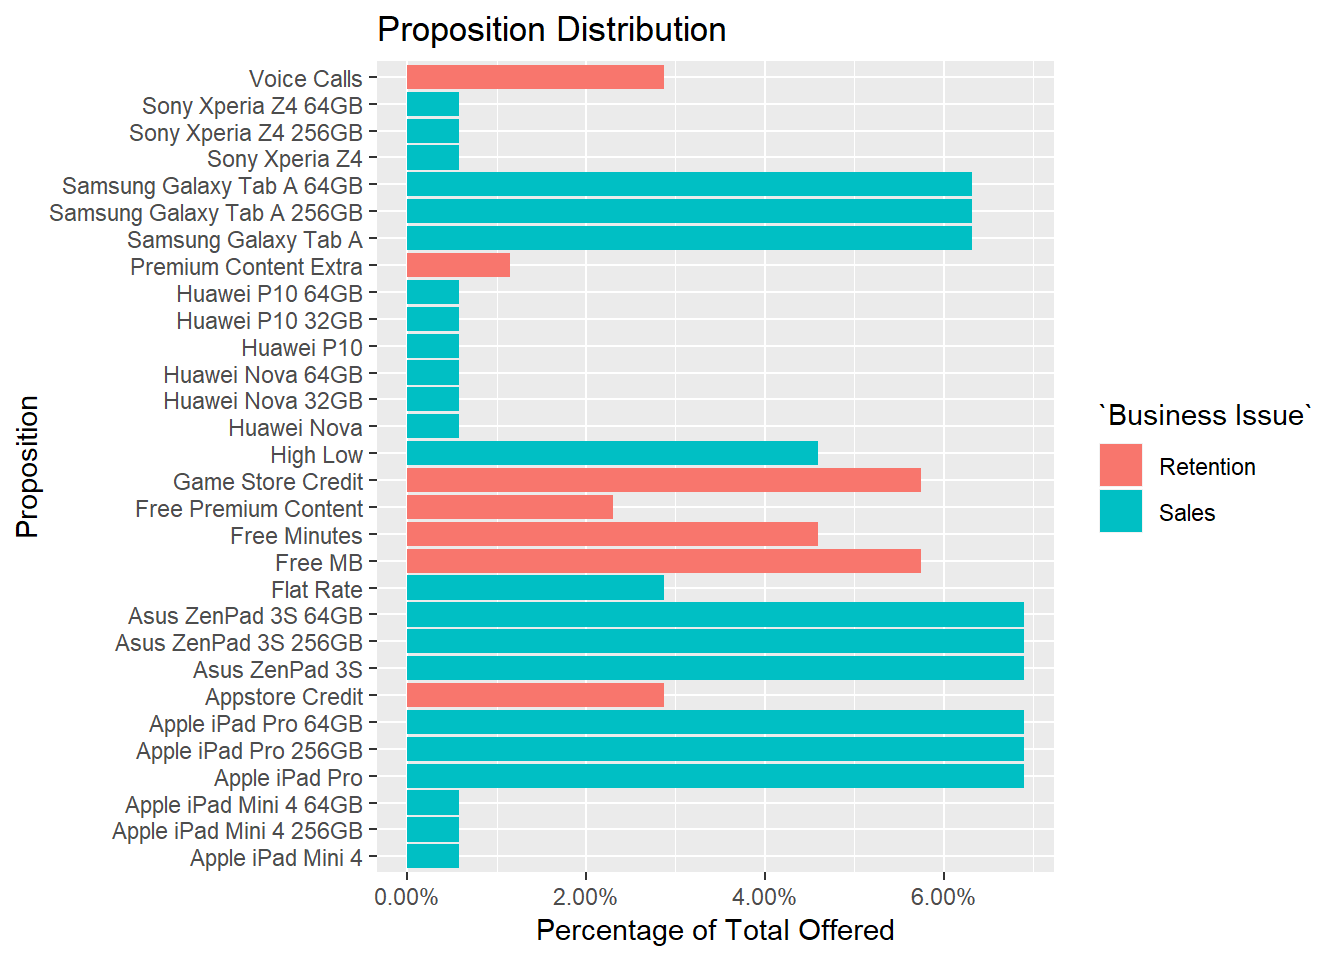 Proposition Distribution
Voice Calls
Sony Xperia Z4 64GB
Sony Xperia Z4 256GB
Sony Xperia Z4
Samsung Galaxy Tab A 64GB
Samsung Galaxy Tab A 256GB
Samsung Galaxy Tab A
Premium Content Extra
Huawei P10 64GB
Huawei P10 32GB
Huawei P10
Huawei Nova 64GB
Huawei Nova 32GB
Huawei Nova
High Low
Game Store Credit
Free Premium Content
Free Minutes
Free MB
Flat Rate
Asus ZenPad 3S 64GB
Asus ZenPad 3S 256GB
Asus ZenPad 3S
Appstore Credit
Apple iPad Pro 64GB
Apple iPad Pro 256GB
Apple iPad Pro
Apple iPad Mini 4 64GB
Apple iPad Mini 4 256GB
Apple iPad Mini 4
Proposition
0.00% 2.00% 4.00% 6.00%
Percentage of Total Offered
`Business Issue`
Retention
Sales